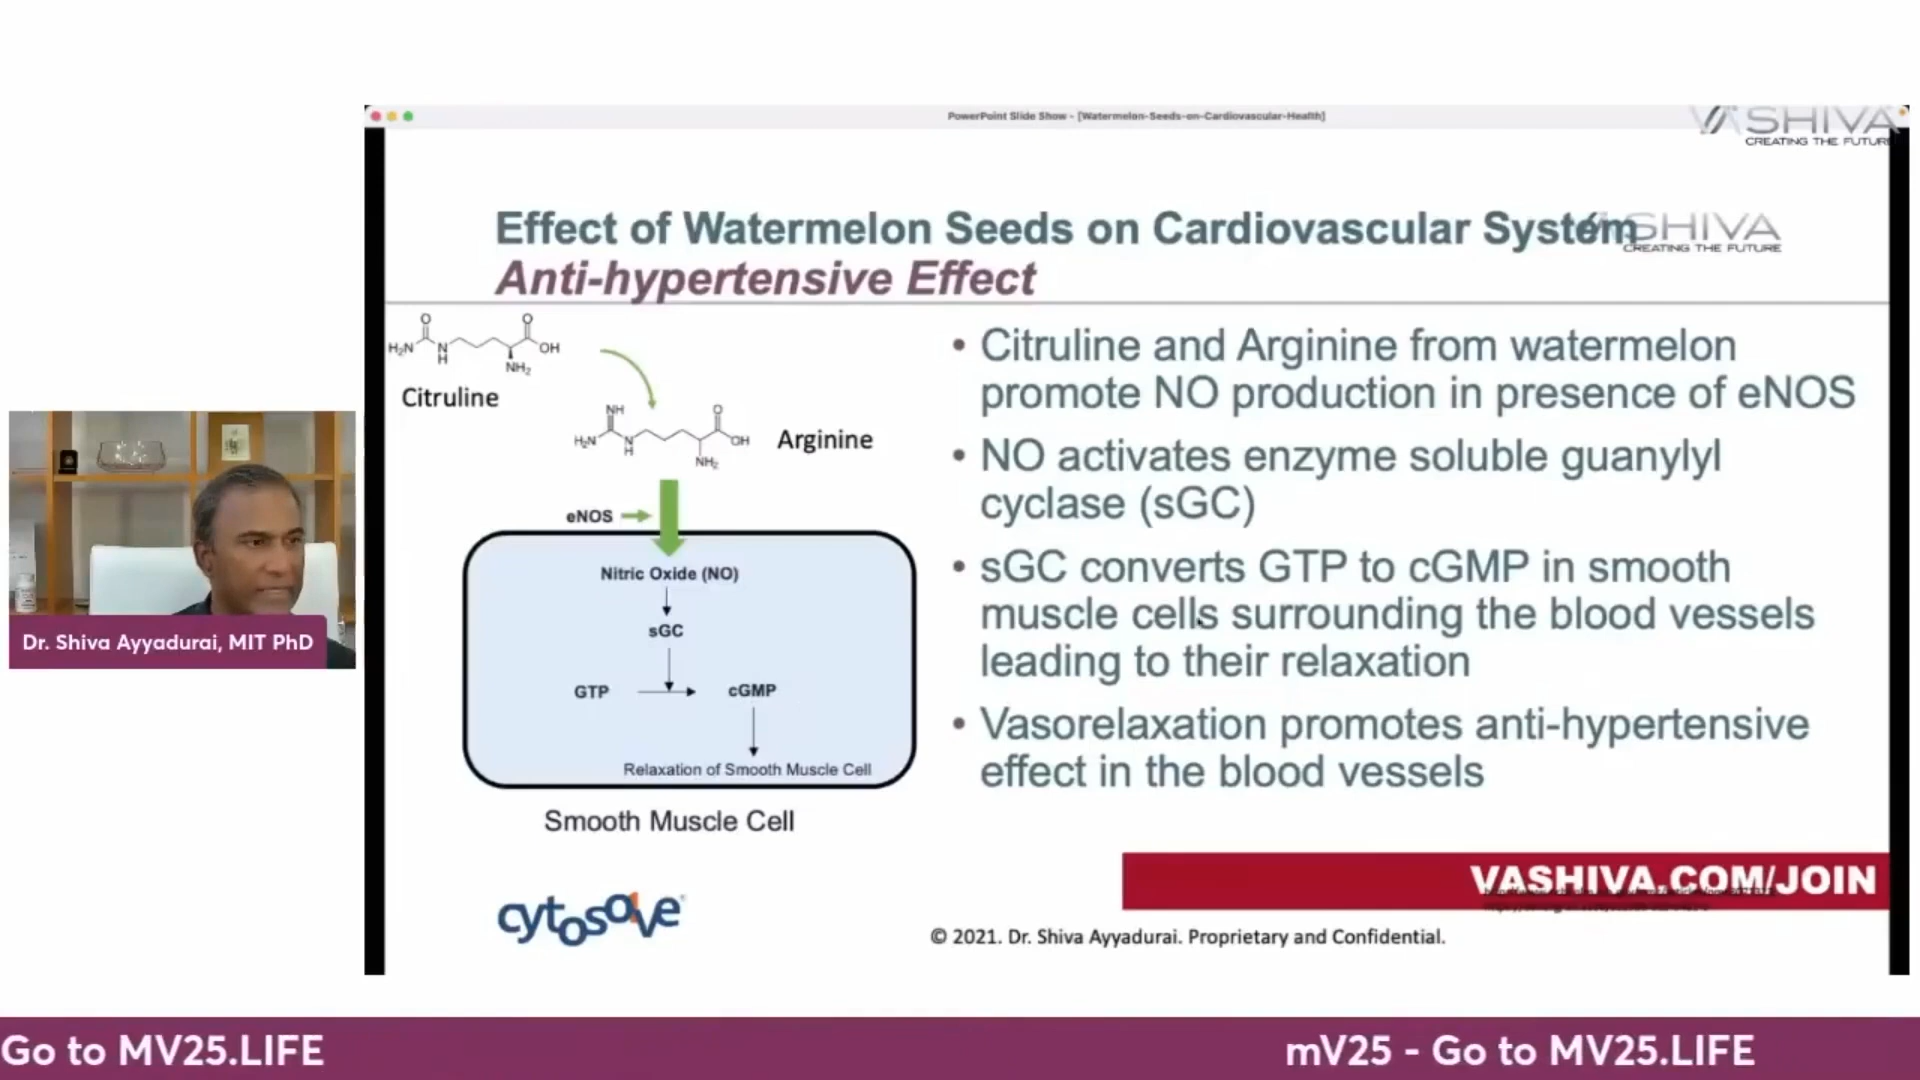 PowerPoint Slide Show - [Watermelon-Seeds-on-Cardiovascular-Health]
VASHIVA
CREATING THE FUTURE
Effect of Watermelon Seeds on Cardiovascular System
VASHIVA
CREATING THE FUTURE
Anti-hypertensive Effect
O
O
H₂N
N
H
OH
NH₂
Citruline
NH
O
H₂N
N
H
OH
NH₂
Arginine
eNOS
Nitric Oxide (NO)
sGC
GTP
cGMP
Relaxation of Smooth Muscle Cell
Smooth Muscle Cell
• Citruline and Arginine from watermelon
promote NO production in presence of eNOS
• NO activates enzyme soluble guanylyl
cyclase (sGC)
• sGC converts GTP to cGMP in smooth
muscle cells surrounding the blood vessels
leading to their relaxation
• Vasorelaxation promotes anti-hypertensive
effect in the blood vessels
Dr. Shiva Ayyadurai, MIT PhD
VASHIVA.COM/JOIN
cytosolve
© 2021. Dr. Shiva Ayyadurai. Proprietary and Confidential.
Go to MV25.LIFE
mV25 - Go to MV25.LIFE